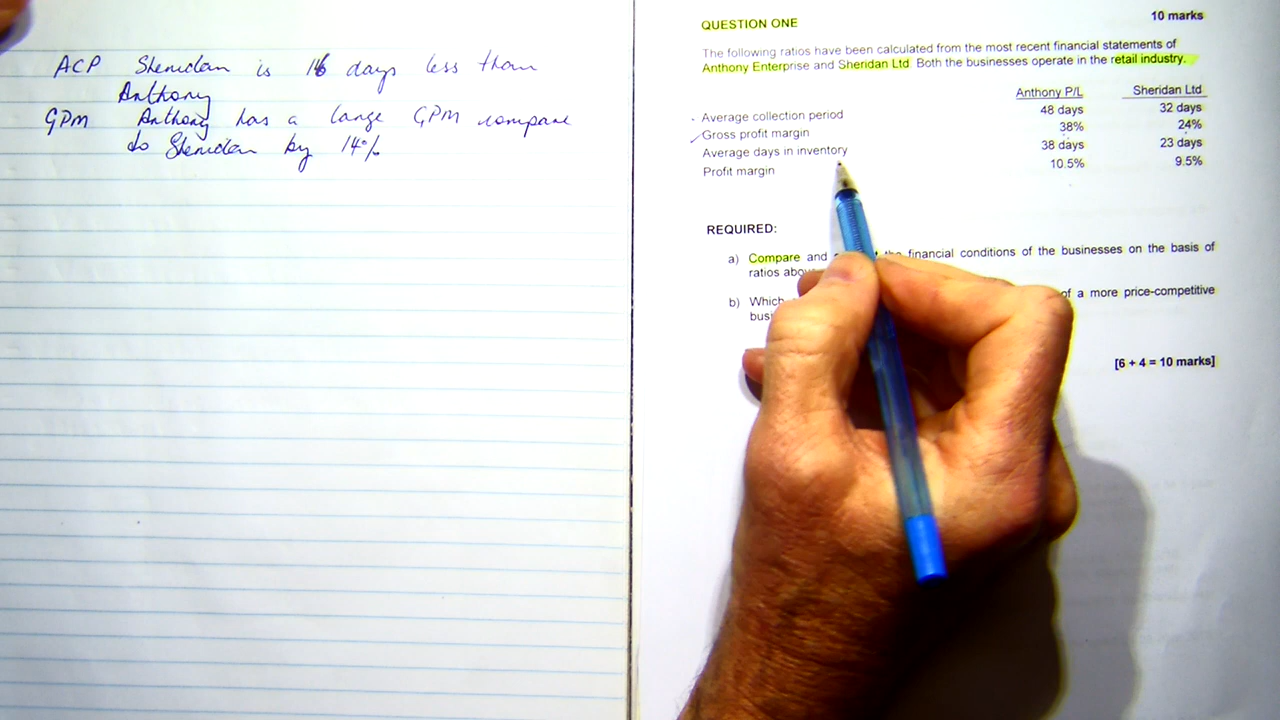 ACP Sheridan is 16 days less than
Anthony
GPM Anthony has a large GPM compare
to Sheridan by 14%
QUESTION ONE
10 marks
The following ratios have been calculated from the most recent financial statements of
Anthony Enterprise and Sheridan Ltd Both the businesses operate in the retail industry.
Anthony P/L Sheridan Ltd
Average collection period 48 days 32 days
Gross profit margin 38% 24%
Average days in inventory 38 days 23 days
Profit margin 10.5% 9.5%
REQUIRED:
a) Compare and the financial conditions of the businesses on the basis of
ratios
b) Which of a more price-competitive
[6 + 4 = 10 marks]